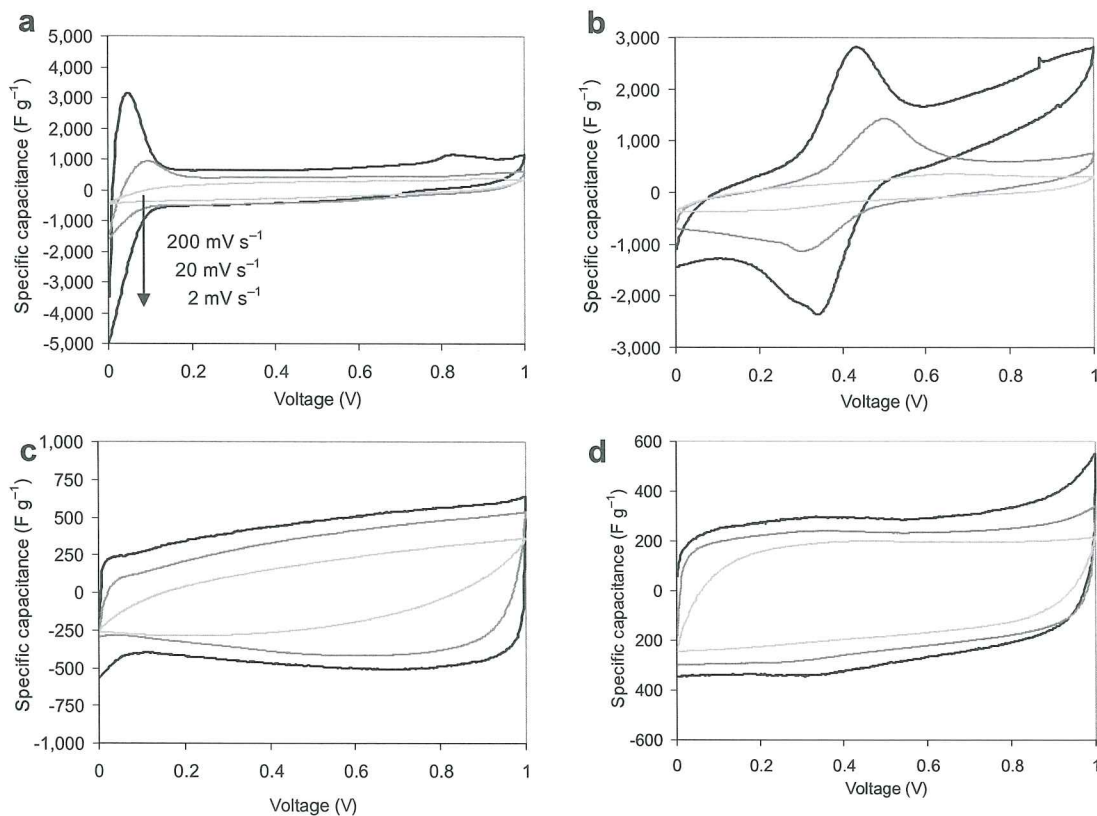 a
5,000
4,000
3,000
2,000
1,000
0
-1,000
-2,000
-3,000
-4,000
-5,000
Specific capacitance (F g⁻¹)
200 mV s⁻¹
20 mV s⁻¹
2 mV s⁻¹
0 0.2 0.4 0.6 0.8 1
Voltage (V)
b
3,000
2,000
1,000
0
-1,000
-2,000
-3,000
Specific capacitance (F g⁻¹)
0 0.2 0.4 0.6 0.8 1
Voltage (V)
c
1,000
750
500
250
0
-250
-500
-750
-1,000
Specific capacitance (F g⁻¹)
0 0.2 0.4 0.6 0.8 1
Voltage (V)
d
600
400
200
0
200
400
-600
Specific capacitance (F g⁻¹)
0 0.2 0.4 0.6 0.8 1
Voltage (V)